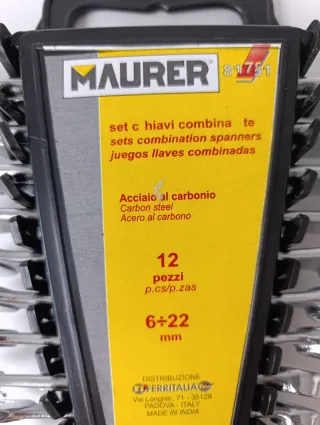 MAURER 81781
set c hiavi combina te
sets combination spanners
juegos llaves combinadas
Acciaio al carbonio
Carbon steel
Acero al carbono
12
pezzi
p.cs/p.zas
6÷22
mm
DISTRIBUZIONE
FERRITALIA
Via Longhin, 71 - 35129
PADOVA - ITALY
MADE IN INDIA